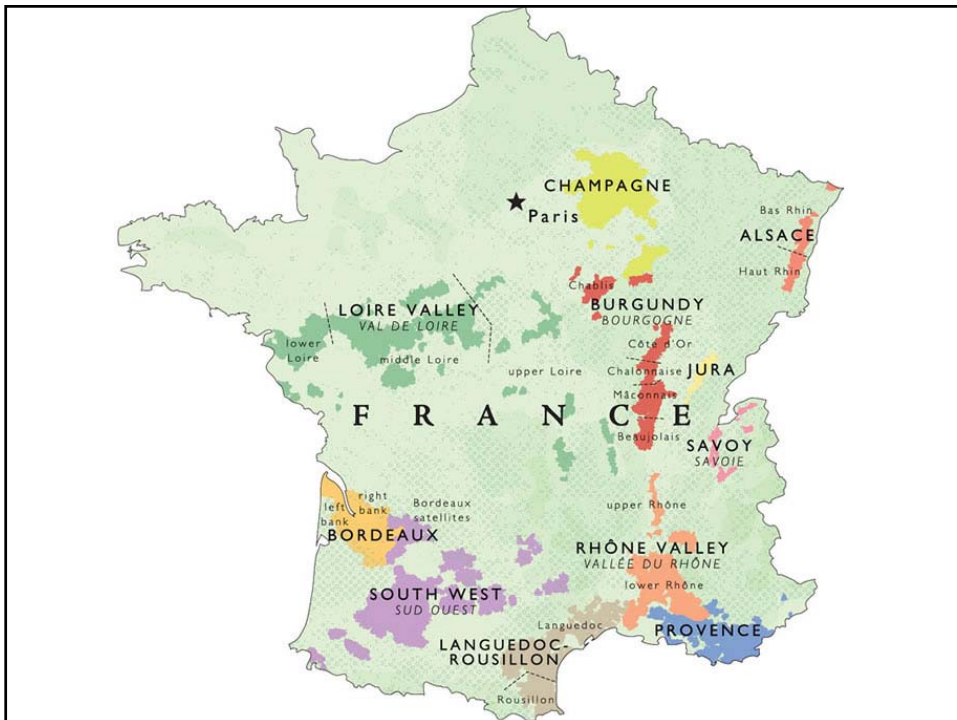 CHAMPAGNE
Paris
Bas Rhin
ALSACE
Haut Rhin
Chablis
BURGUNDY
BOURGOGNE
LOIRE VALLEY
VAL DE LOIRE
lower
Loire
middle Loire
upper Loire
Côte d'Or
Chalonnaise
JURA
Mâconnais
FRANCE
Beaujolais
SAVOY
SAVOIE
left
bank
right
bank
Bordeaux
satellites
BORDEAUX
upper Rhône
RHÔNE VALLEY
VALLÉE DU RHÔNE
lower Rhône
SOUTH WEST
SUD OUEST
Languedoc
PROVENCE
LANGUEDOC-
ROUSILLON
Rousillon